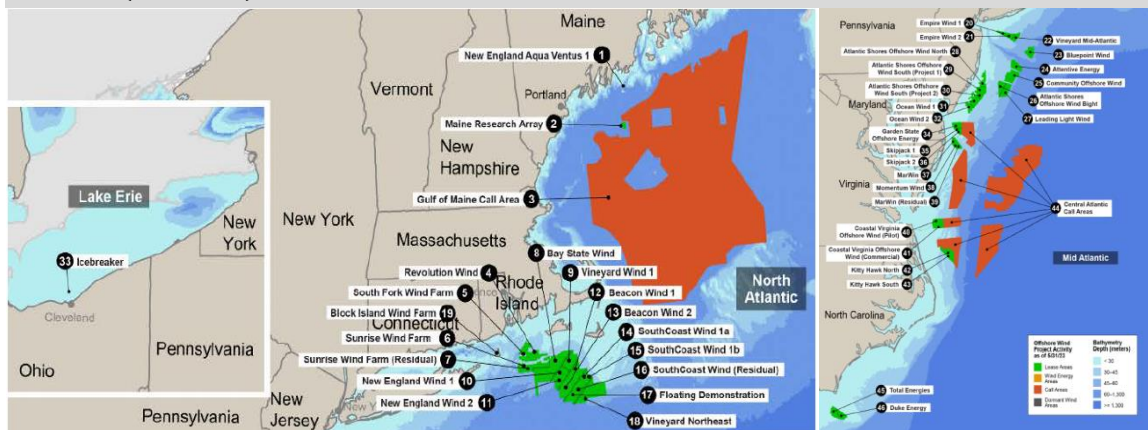 Maine
New England Aqua Ventus 1
1
Vermont
Portland
Maine Research Array
2
New
Hampshire
Gulf of Maine Call Area
3
Lake Erie
New
York
33
Icebreaker
Cleveland
Ohio
Pennsylvania
New York
Massachusetts
8
Bay State Wind
Revolution Wind
4
9
Vineyard Wind 1
Rhode
Island
South Fork Wind Farm
5
12
Beacon Wind 1
Block Island Wind Farm
19
13
Beacon Wind 2
Connecticut
Sunrise Wind Farm
6
14
SouthCoast Wind 1a
Sunrise Wind Farm (Residual)
7
15
SouthCoast Wind 1b
New England Wind 1
10
16
SouthCoast Wind (Residual)
New England Wind 2
11
17
Floating Demonstration
18
Vineyard Northeast
Pennsylvania
New
Jersey
New Y
North
Atlantic
Pennsylvania
Empire Wind 1
20
Empire Wind 2
21
22
Vineyard Mid-Atlantic
Atlantic Shores Offshore Wind North
28
23
Bluepoint Wind
Atlantic Shores Offshore
Wind South (Project 1)
29
24
Attentive Energy
Atlantic Shores Offshore
Wind South (Project 2)
30
25
Community Offshore Wind
Maryland
Ocean Wind 1
31
26
Atlantic Shores
Offshore Wind Bight
Ocean Wind 2
32
27
Leading Light Wind
Garden State
Offshore Energy
34
Skipjack 1
35
Skipjack 2
36
MarWin
37
Virginia
Momentum Wind
38
MarWin (Residual)
39
44
Central Atlantic
Call Areas
Coastal Virginia
Offshore Wind (Pilot)
40
Coastal Virginia Offshore
Wind (Commercial)
41
Kitty Hawk North
42
Kitty Hawk South
43
Mid Atlantic
North Carolina
45
Total Energies
46
Duke Energy
Offshore Wind
Project Activity
as of 5/31/23
Lease Areas
Wind Energy
Areas
Call Areas
Dormant Wind
Areas
Bathymetry
Depth (meters)
< 30
30–45
45–60
60–1,300
>= 1,300